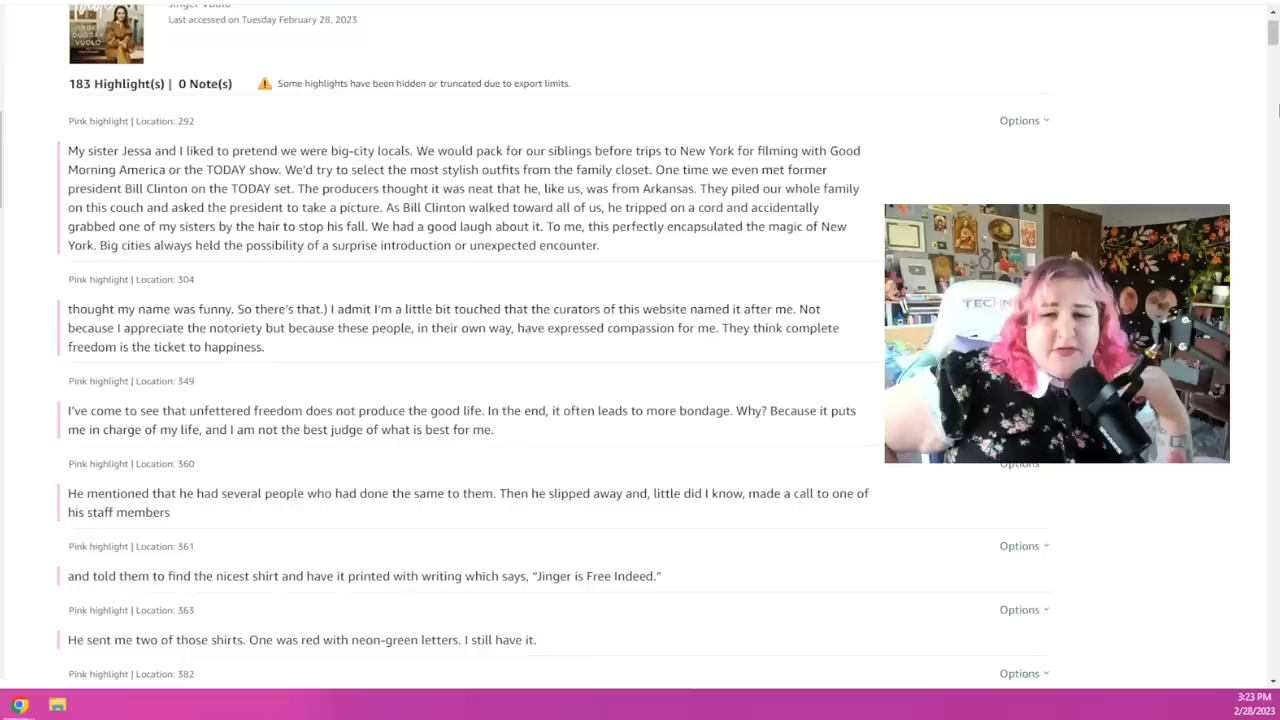 Jinger Vuolo
Last accessed on Tuesday February 28, 2023
JINGER
DUGGAR
VUOLO
183 Highlight(s) | 0 Note(s)
Some highlights have been hidden or truncated due to export limits.
Pink highlight | Location: 292
Options
My sister Jessa and I liked to pretend we were big-city locals. We would pack for our siblings before trips to New York for filming with Good
Morning America or the TODAY show. We’d try to select the most stylish outfits from the family closet. One time we even met former
president Bill Clinton on the TODAY set. The producers thought it was neat that he, like us, was from Arkansas. They piled our whole family
on this couch and asked the president to take a picture. As Bill Clinton walked toward all of us, he tripped on a cord and accidentally
grabbed one of my sisters by the hair to stop his fall. We had a good laugh about it. To me, this perfectly encapsulated the magic of New
York. Big cities always held the possibility of a surprise introduction or unexpected encounter.
Pink highlight | Location: 304
thought my name was funny. So there’s that.) I admit I’m a little bit touched that the curators of this website named it after me. Not
because I appreciate the notoriety but because these people, in their own way, have expressed compassion for me. They think complete
freedom is the ticket to happiness.
Pink highlight | Location: 349
I’ve come to see that unfettered freedom does not produce the good life. In the end, it often leads to more bondage. Why? Because it puts
me in charge of my life, and I am not the best judge of what is best for me.
Pink highlight | Location: 360
Options
He mentioned that he had several people who had done the same to them. Then he slipped away and, little did I know, made a call to one of
his staff members
Pink highlight | Location: 361
Options
and told them to find the nicest shirt and have it printed with writing which says, “Jinger is Free Indeed.”
Pink highlight | Location: 363
Options
He sent me two of those shirts. One was red with neon-green letters. I still have it.
Pink highlight | Location: 382
Options
TECHNI
3:23 PM
2/28/2023